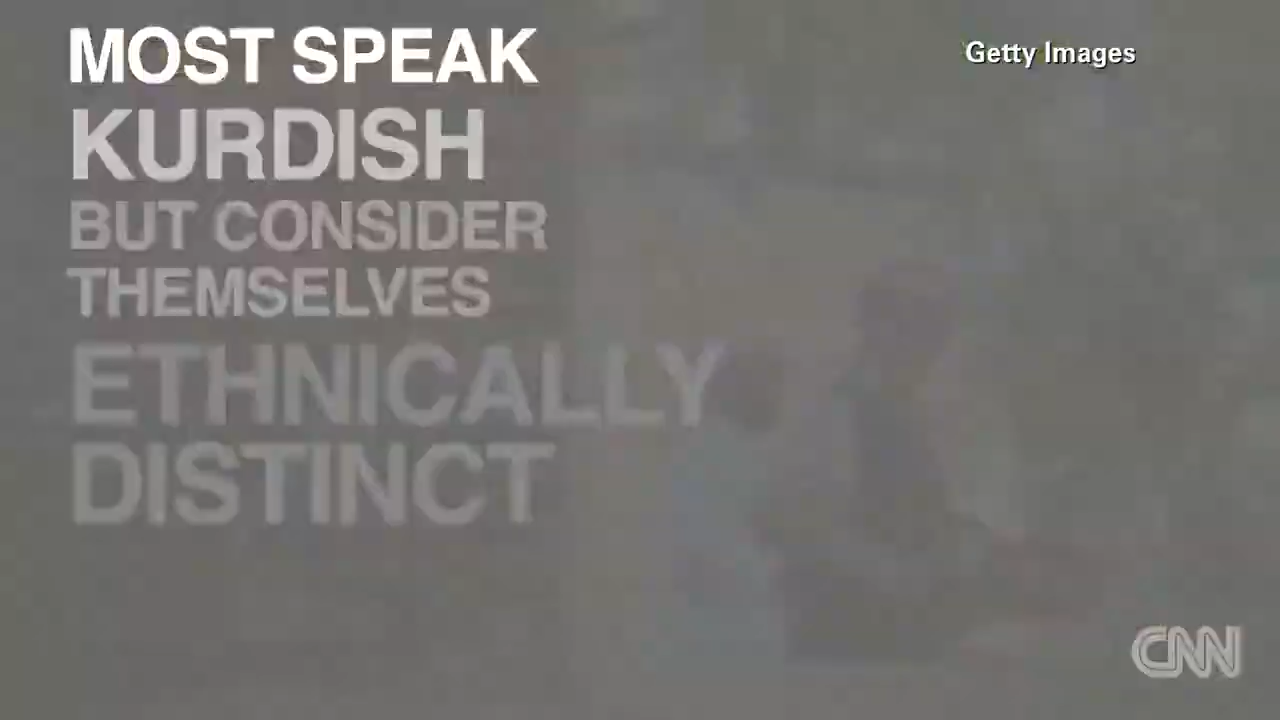 MOST SPEAK
KURDISH
BUT CONSIDER
THEMSELVES
ETHNICALLY
DISTINCT
Getty Images
CNN